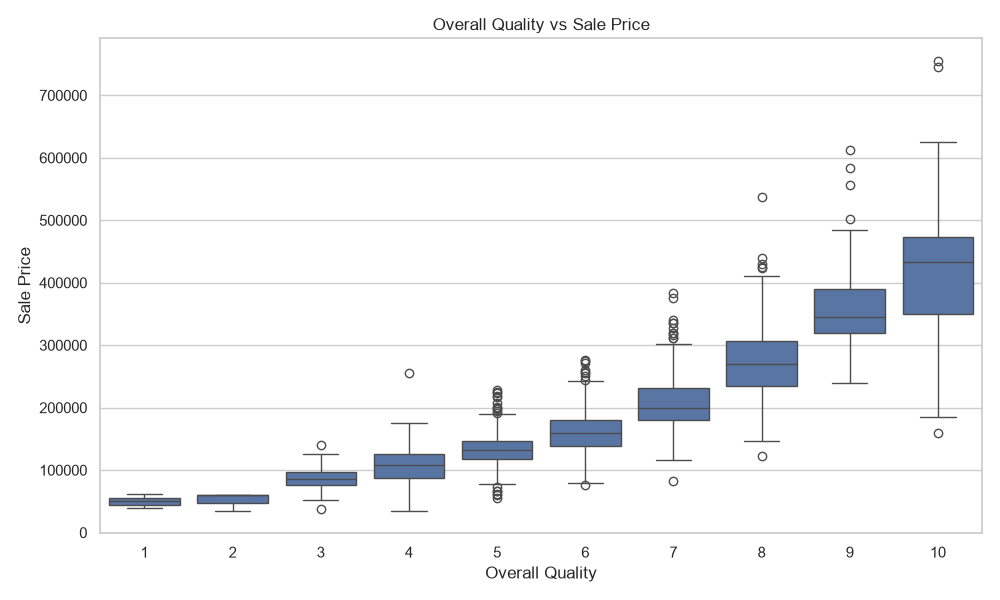 Overall Quality vs Sale Price
Sale Price
700000
600000
500000
400000
300000
200000
100000
0
1 2 3 4 5 6 7 8 9 10
Overall Quality